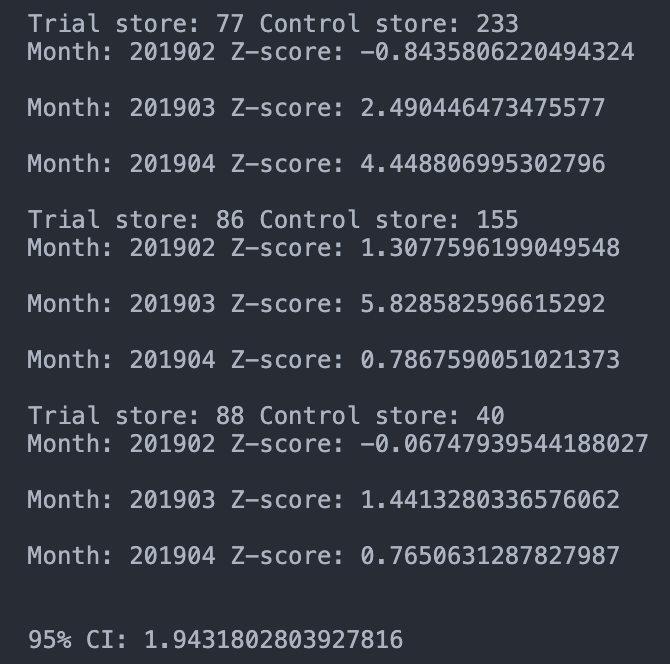 Trial store: 77 Control store: 233
Month: 201902 Z-score: -0.8435806220494324
Month: 201903 Z-score: 2.490446473475577
Month: 201904 Z-score: 4.448806995302796
Trial store: 86 Control store: 155
Month: 201902 Z-score: 1.3077596199049548
Month: 201903 Z-score: 5.828582596615292
Month: 201904 Z-score: 0.7867590051021373
Trial store: 88 Control store: 40
Month: 201902 Z-score: -0.06747939544188027
Month: 201903 Z-score: 1.4413280336576062
Month: 201904 Z-score: 0.7650631287827987
95% CI: 1.9431802803927816